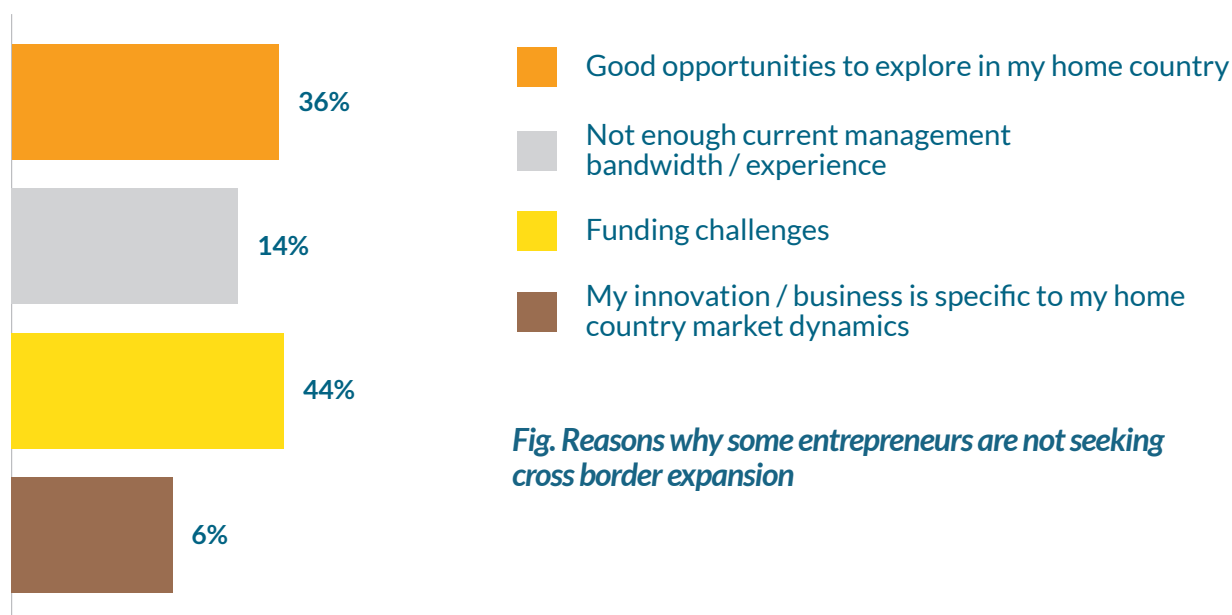 36%
14%
44%
6%
Good opportunities to explore in my home country
Not enough current management
bandwidth / experience
Funding challenges
My innovation / business is specific to my home
country market dynamics
Fig. Reasons why some entrepreneurs are not seeking
cross border expansion